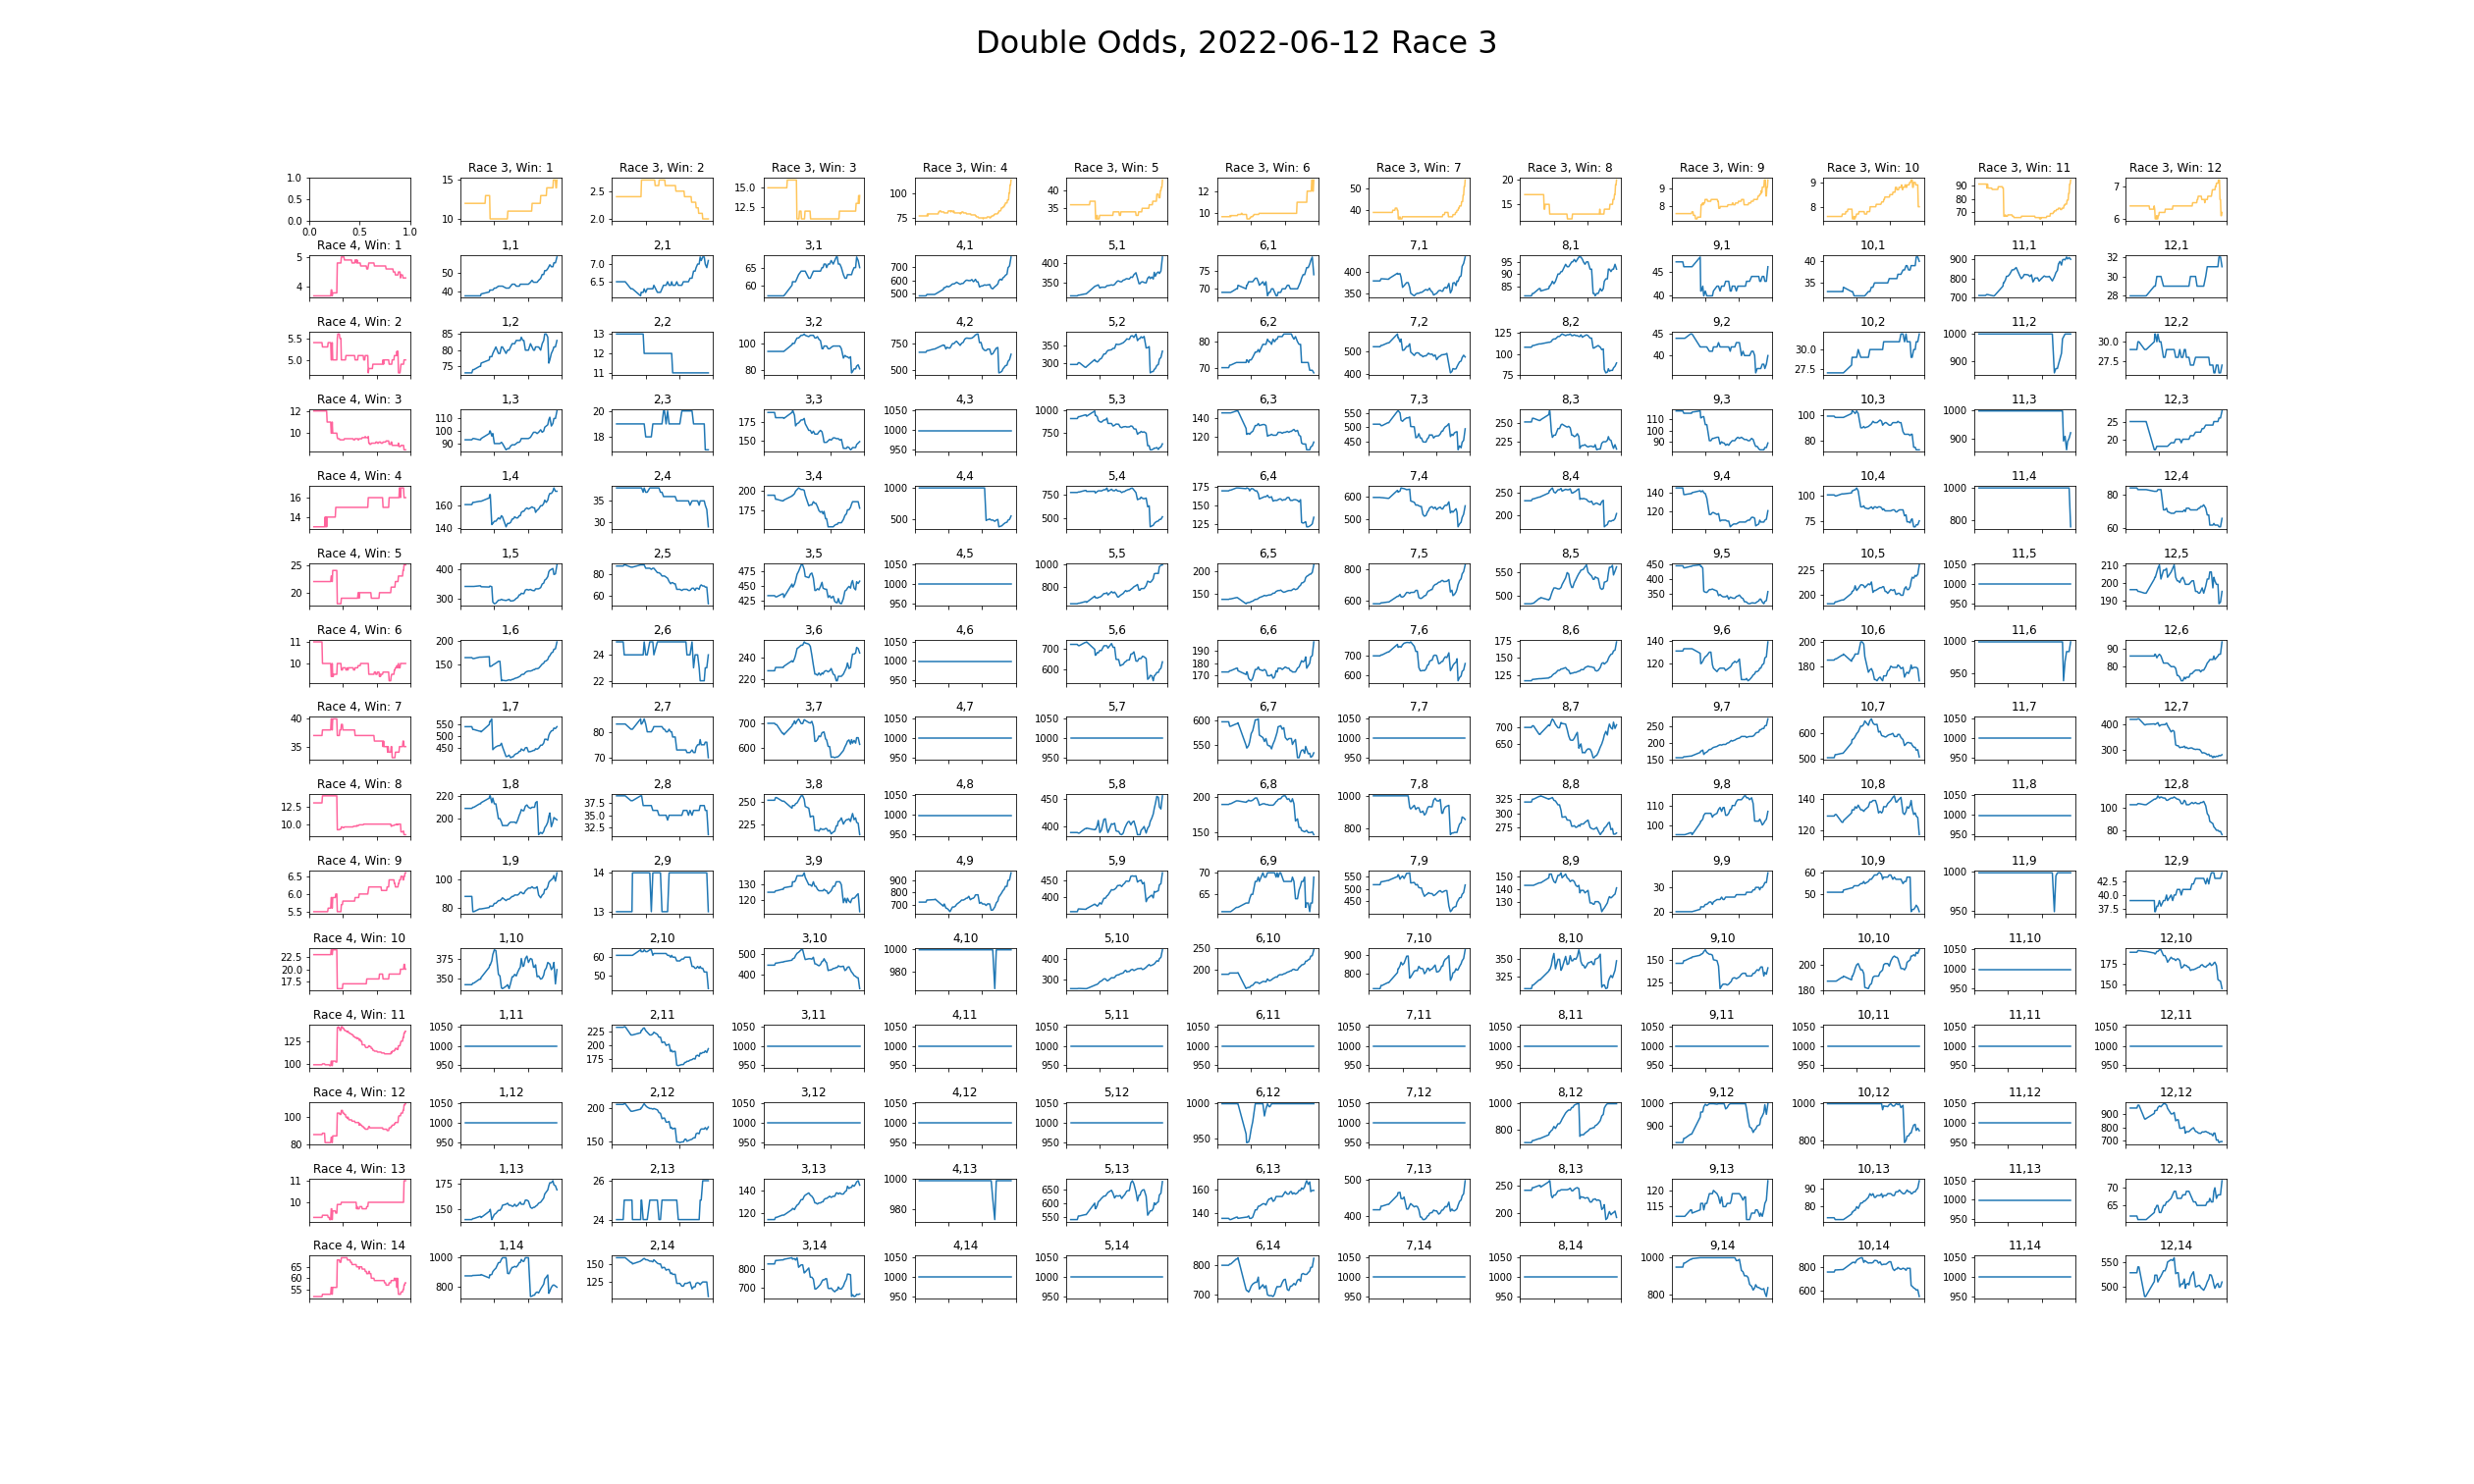 Double Odds, 2022-06-12 Race 3
Race 3, Win: 1 Race 3, Win: 2 Race 3, Win: 3 Race 3, Win: 4 Race 3, Win: 5 Race 3, Win: 6 Race 3, Win: 7 Race 3, Win: 8 Race 3, Win: 9 Race 3, Win: 10 Race 3, Win: 11 Race 3, Win: 12
1.0 0.5 0.0 15 10 2.5 2.0 15.0 12.5 100 75 40 35 12 10 50 40 20 15 9 8 9 8 90 80 70 7 6
0.0 0.5 1.0
Race 4, Win: 1 1,1 2,1 3,1 4,1 5,1 6,1 7,1 8,1 9,1 10,1 11,1 12,1
5 4 50 40 7.0 6.5 65 60 700 600 500 400 350 75 70 400 350 95 90 85 45 40 40 35 900 800 700 32 30 28
Race 4, Win: 2 1,2 2,2 3,2 4,2 5,2 6,2 7,2 8,2 9,2 10,2 11,2 12,2
5.5 5.0 85 80 75 13 12 11 100 80 750 500 350 300 80 70 500 400 125 100 75 45 40 30.0 27.5 1000 900 30.0 27.5
Race 4, Win: 3 1,3 2,3 3,3 4,3 5,3 6,3 7,3 8,3 9,3 10,3 11,3 12,3
12 10 110 100 90 20 18 175 150 1050 1000 950 1000 750 140 120 550 500 450 250 225 110 100 90 100 80 1000 900 25 20
Race 4, Win: 4 1,4 2,4 3,4 4,4 5,4 6,4 7,4 8,4 9,4 10,4 11,4 12,4
16 14 160 140 35 30 200 175 1000 500 750 500 175 150 125 600 500 250 200 140 120 100 75 1000 800 80 60
Race 4, Win: 5 1,5 2,5 3,5 4,5 5,5 6,5 7,5 8,5 9,5 10,5 11,5 12,5
25 20 400 300 80 60 475 450 425 1050 1000 950 1000 800 200 150 800 600 550 500 450 400 350 225 200 1050 1000 950 210 200 190
Race 4, Win: 6 1,6 2,6 3,6 4,6 5,6 6,6 7,6 8,6 9,6 10,6 11,6 12,6
11 10 200 150 24 22 240 220 1050 1000 950 700 600 190 180 170 700 600 175 150 125 140 120 200 180 1000 950 90 80
Race 4, Win: 7 1,7 2,7 3,7 4,7 5,7 6,7 7,7 8,7 9,7 10,7 11,7 12,7
40 35 550 500 450 80 70 700 600 1050 1000 950 1050 1000 950 600 550 1050 1000 950 700 650 250 200 150 600 500 1050 1000 950 400 300
Race 4, Win: 8 1,8 2,8 3,8 4,8 5,8 6,8 7,8 8,8 9,8 10,8 11,8 12,8
12.5 10.0 220 200 37.5 35.0 32.5 250 225 1050 1000 950 450 400 200 150 1000 800 325 300 275 110 100 140 120 1050 1000 950 100 80
Race 4, Win: 9 1,9 2,9 3,9 4,9 5,9 6,9 7,9 8,9 9,9 10,9 11,9 12,9
6.5 6.0 5.5 100 80 14 13 130 120 900 800 700 450 400 70 65 550 500 450 150 140 130 30 20 60 50 1000 950 42.5 40.0 37.5
Race 4, Win: 10 1,10 2,10 3,10 4,10 5,10 6,10 7,10 8,10 9,10 10,10 11,10 12,10
22.5 20.0 17.5 375 350 60 50 500 400 1000 980 400 300 250 200 900 800 350 325 150 125 200 180 1050 1000 950 175 150
Race 4, Win: 11 1,11 2,11 3,11 4,11 5,11 6,11 7,11 8,11 9,11 10,11 11,11 12,11
125 100 1050 1000 950 225 200 175 1050 1000 950 1050 1000 950 1050 1000 950 1050 1000 950 1050 1000 950 1050 1000 950 1050 1000 950 1050 1000 950 1050 1000 950 1050 1000 950
Race 4, Win: 12 1,12 2,12 3,12 4,12 5,12 6,12 7,12 8,12 9,12 10,12 11,12 12,12
100 80 1050 1000 950 200 150 1050 1000 950 1050 1000 950 1050 1000 950 1000 950 1050 1000 950 1000 800 1000 900 1000 800 1050 1000 950 900 800 700
Race 4, Win: 13 1,13 2,13 3,13 4,13 5,13 6,13 7,13 8,13 9,13 10,13 11,13 12,13
11 10 175 150 26 24 140 120 1000 980 650 600 550 160 140 500 400 250 200 120 115 90 80 1050 1000 950 70 65
Race 4, Win: 14 1,14 2,14 3,14 4,14 5,14 6,14 7,14 8,14 9,14 10,14 11,14 12,14
65 60 55 1000 800 150 125 800 700 1050 1000 950 1050 1000 950 800 700 1050 1000 950 1050 1000 950 1000 800 800 600 1050 1000 950 550 500